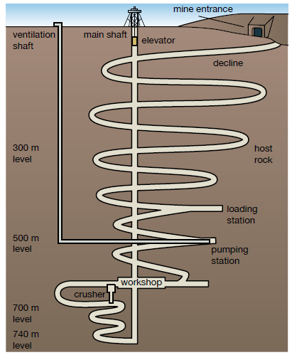 mine entrance
ventilation
shaft
main shaft
elevator
decline
300 m
level
host
rock
loading
station
500 m
level
pumping
station
workshop
crusher
700 m
level
740 m
level